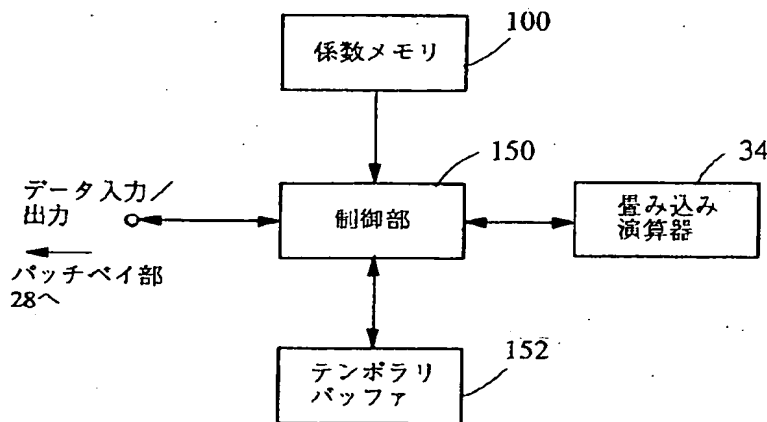 100
係数メモリ
150
34
データ入力／
出力
制御部
畳み込み
演算器
パッチベイ部
28へ
テンポラリ
バッファ
152